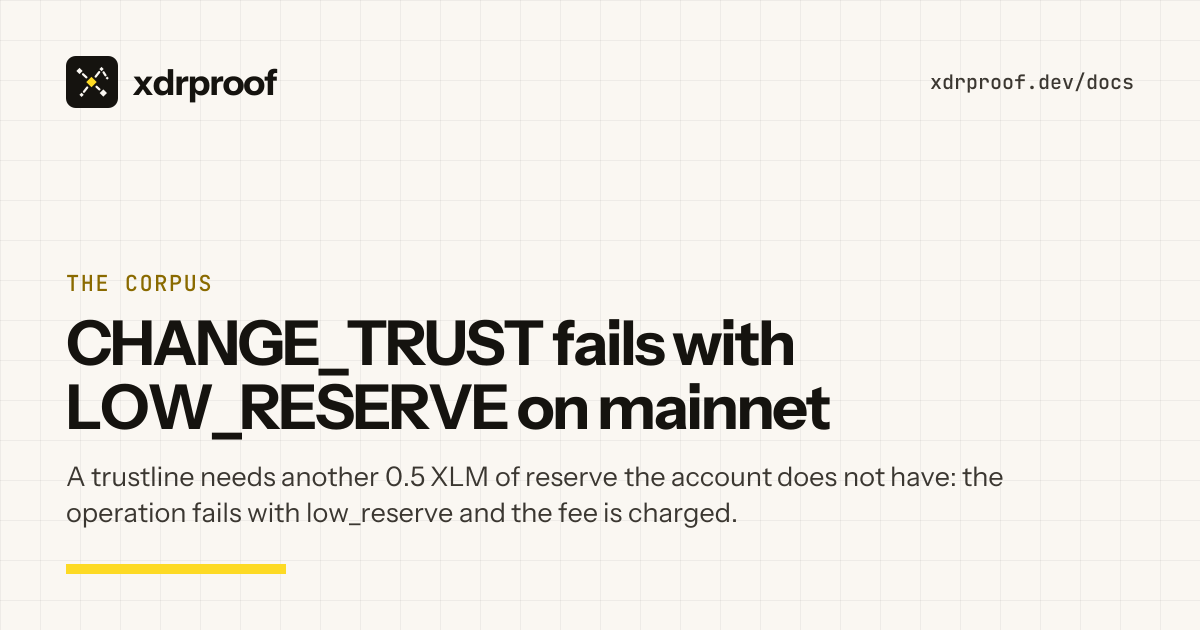 xdrproof
xdrproof.dev/docs
THE CORPUS
CHANGE_TRUST fails with
LOW_RESERVE on mainnet
A trustline needs another 0.5 XLM of reserve the account does not have: the
operation fails with low_reserve and the fee is charged.